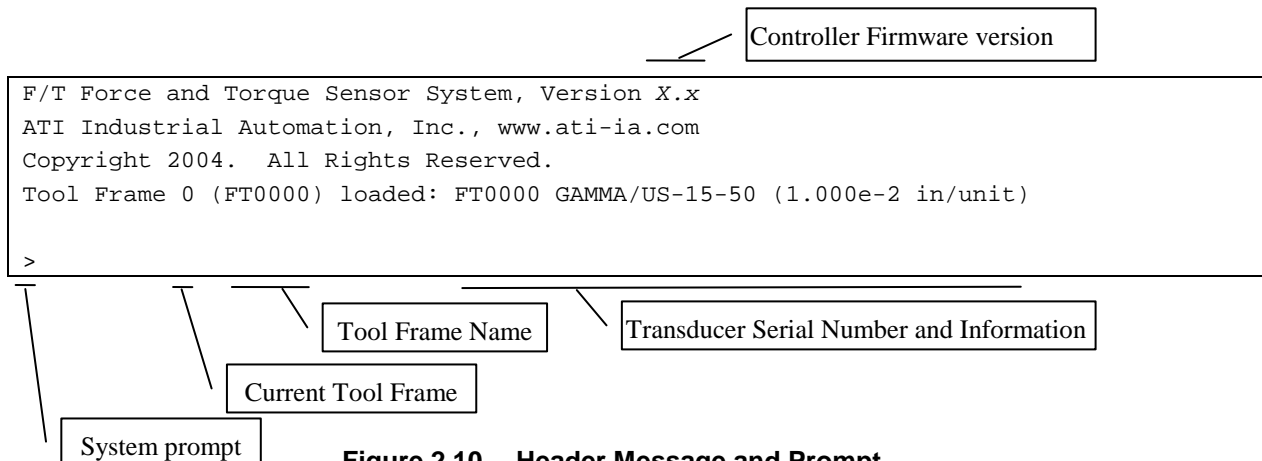 Controller Firmware version
F/T Force and Torque Sensor System, Version X.x
ATI Industrial Automation, Inc., www.ati-ia.com
Copyright 2004.  All Rights Reserved.
Tool Frame 0 (FT0000) loaded: FT0000 GAMMA/US-15-50 (1.000e-2 in/unit)
>
Tool Frame Name
Transducer Serial Number and Information
Current Tool Frame
System prompt
Figure 2.10 Header Message and Prompt